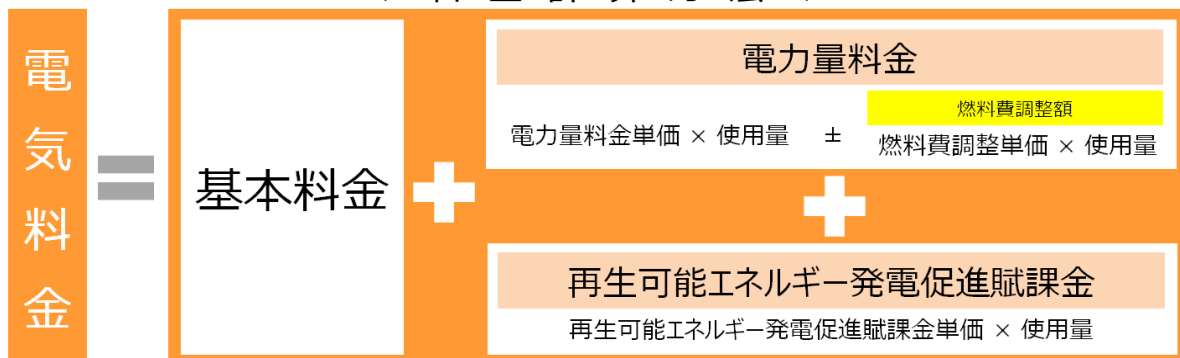 電気料金
=
基本料金
+
電力量料金
燃料費調整額
電力量料金単価 × 使用量 ± 燃料費調整単価 × 使用量
+
再生可能エネルギー発電促進賦課金
再生可能エネルギー発電促進賦課金単価 × 使用量